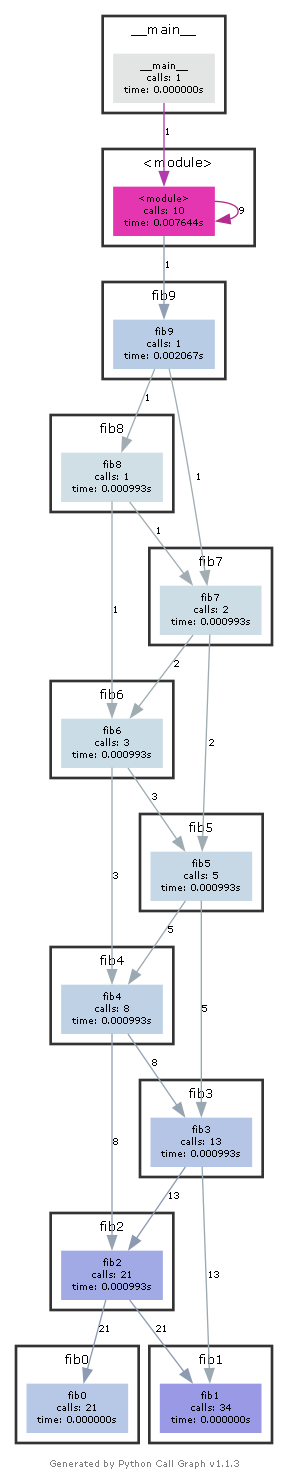 __main__
__main__
calls: 1
time: 0.000000s
1
<module>
<module>
calls: 10
time: 0.007644s
9
1
fib9
fib9
calls: 1
time: 0.002067s
1
fib8
fib8
calls: 1
time: 0.000993s
1
1
fib7
fib7
calls: 2
time: 0.000993s
1
2
fib6
fib6
calls: 3
time: 0.000993s
2
3
fib5
fib5
calls: 5
time: 0.000993s
3
5
fib4
fib4
calls: 8
time: 0.000993s
5
8
fib3
fib3
calls: 13
time: 0.000993s
8
13
fib2
fib2
calls: 21
time: 0.000993s
13
21
21
fib0
fib0
calls: 21
time: 0.000000s
fib1
fib1
calls: 34
time: 0.000000s
Generated by Python Call Graph v1.1.3